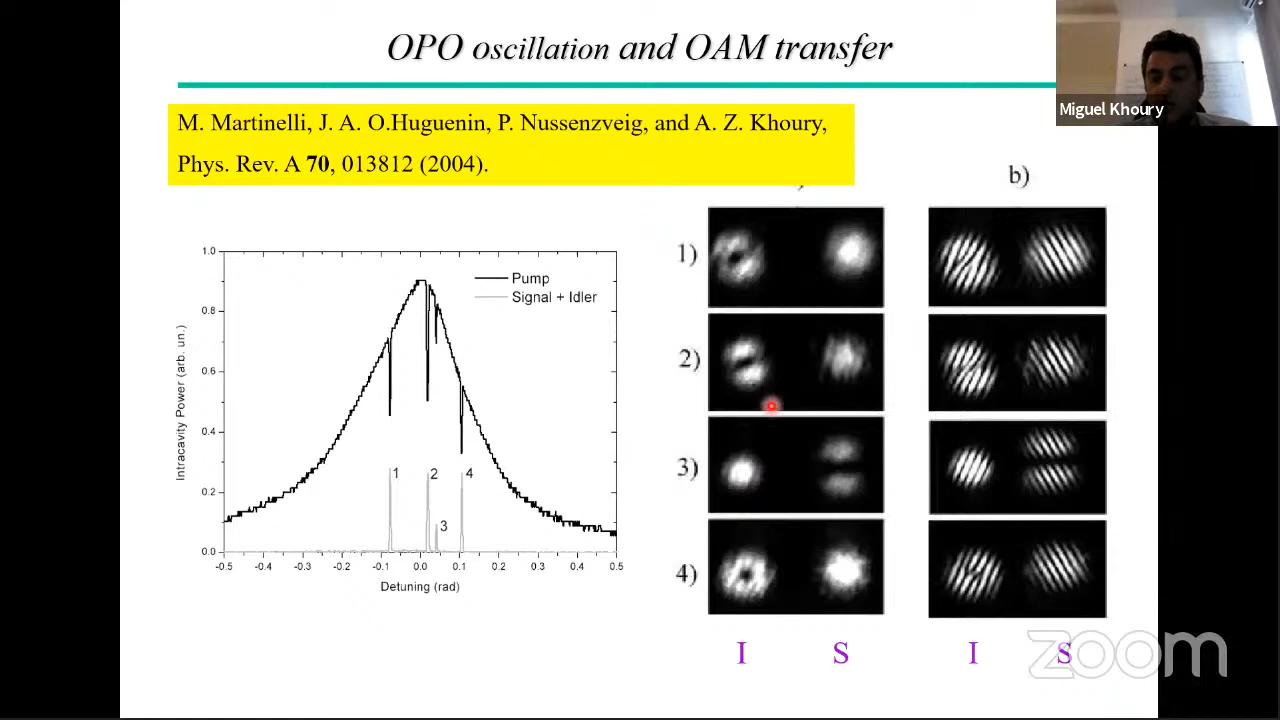 OPO oscillation and OAM transfer
Miguel Khoury
M. Martinelli, J. A. O.Huguenin, P. Nussenzveig, and A. Z. Khoury,
Phys. Rev. A 70, 013812 (2004).
b)
1)
2)
3)
4)
1.0
0.8
0.6
0.4
0.2
0.0
Intracavity Power (arb. un.)
Pump
Signal + Idler
1
2
3
4
-0.5 -0.4 -0.3 -0.2 -0.1 0.0 0.1 0.2 0.3 0.4 0.5
Detuning (rad)
I S I S
zoom